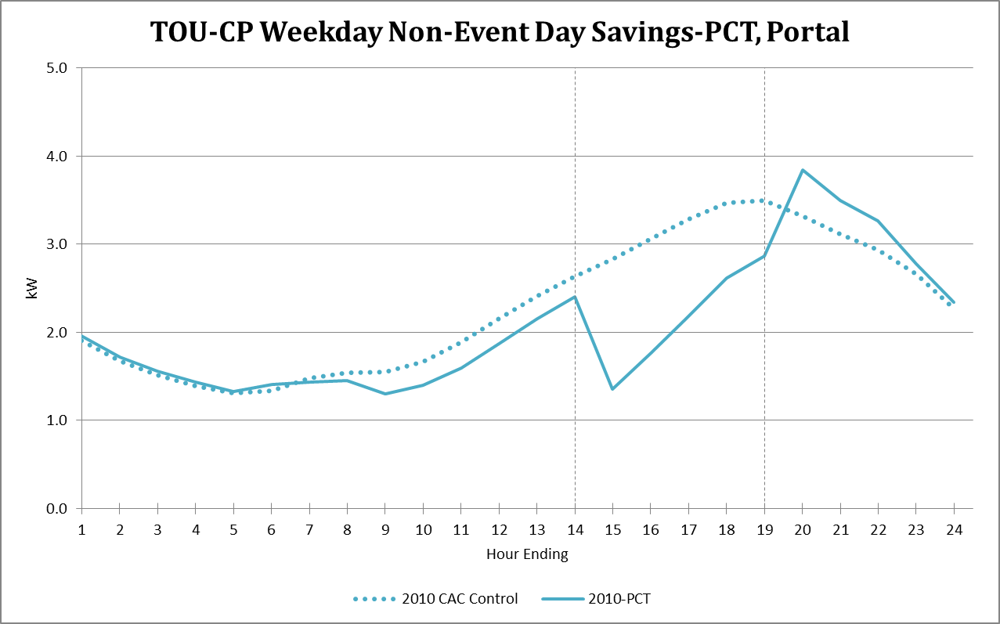 TOU-CP Weekday Non-Event Day Savings-PCT, Portal
5.0
4.0
3.0
2.0
1.0
0.0
kW
1 2 3 4 5 6 7 8 9 10 11 12 13 14 15 16 17 18 19 20 21 22 23 24
Hour Ending
2010 CAC Control 2010-PCT